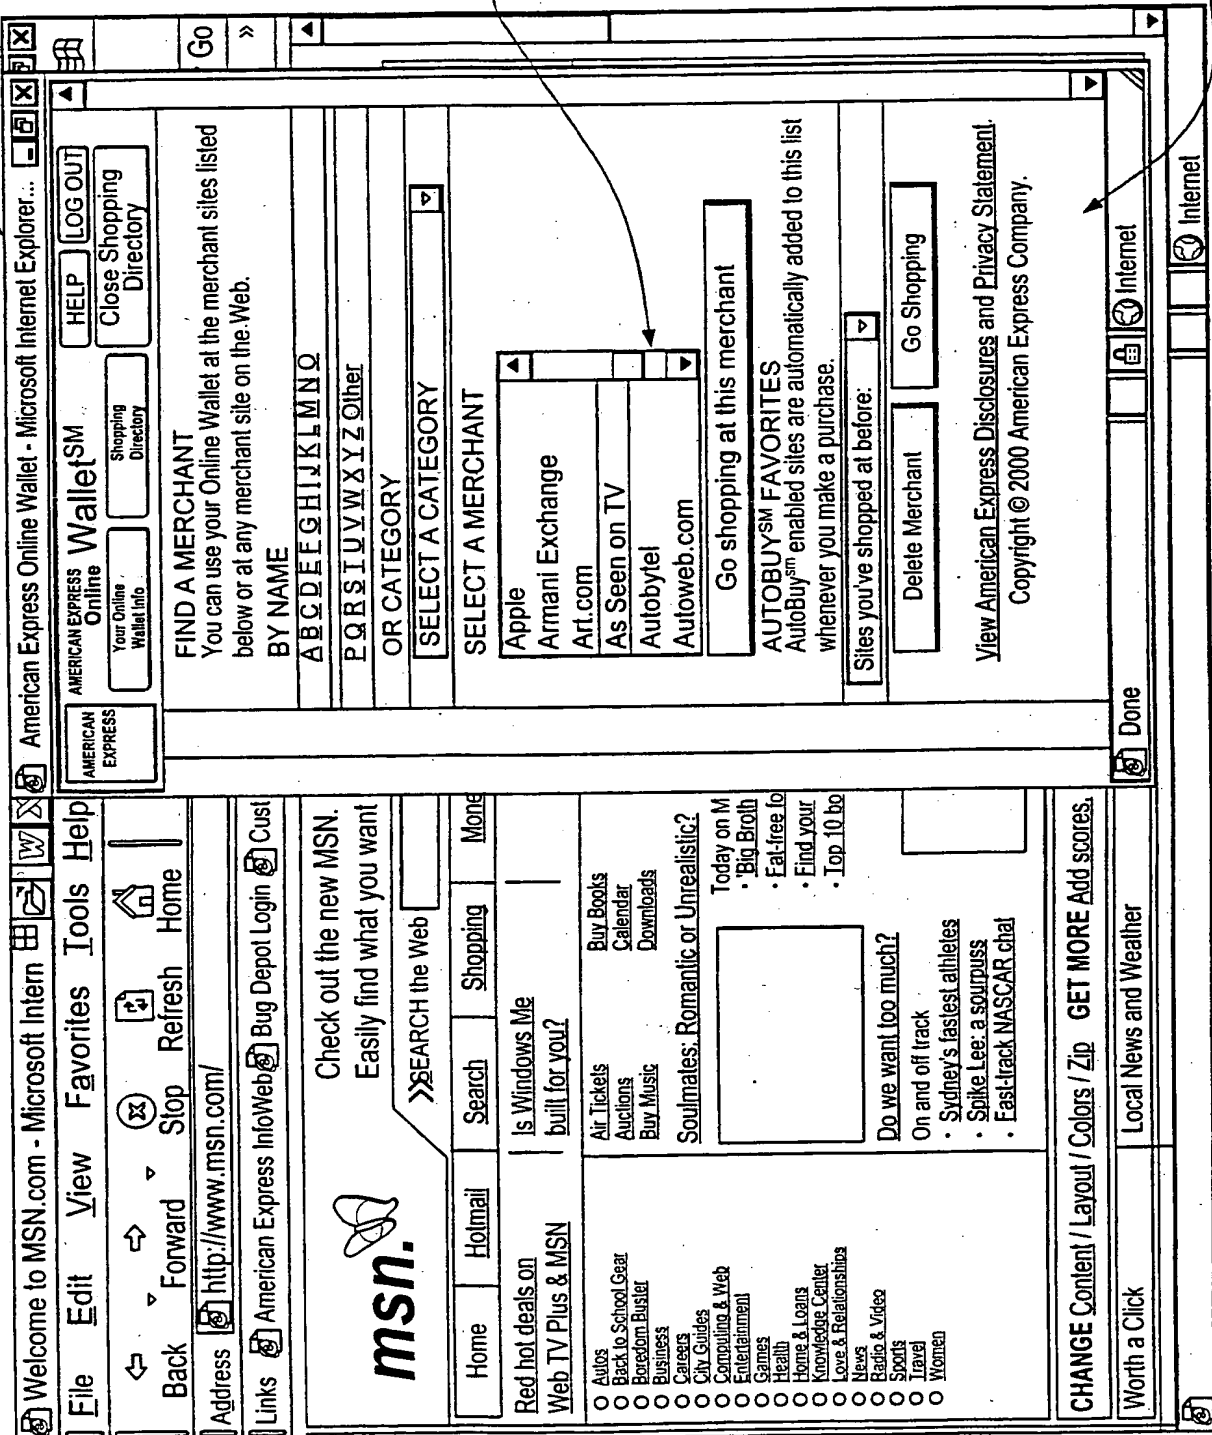 Welcome to MSN.com - Microsoft Intern
File Edit View Favorites Tools Help
Back Forward Stop Refresh Home
Address http://www.msn.com/
Go
Links American Express InfoWeb Bug Depot Login Cust
»
msn.
Check out the new MSN.
Easily find what you want
SEARCH the Web
Home Hotmail Search Shopping Mone
Red hot deals on
Web TV Plus & MSN
Is Windows Me
built for you?
Autos
Back to School Gear
Boredom Buster
Business
Careers
City Guides
Computing & Web
Entertainment
Games
Health
Home & Loans
Knowledge Center
Love & Relationships
News
Radio & Video
Sports
Travel
Women
Air Tickets Buy Books
Auctions Calendar
Buy Music Downloads
Soulmates: Romantic or Unrealistic?
Do we want too much?
On and off track
· Sydney's fastest athletes
· Spike Lee: a sourpuss
· Fast-track NASCAR chat
Today on M
· 'Big Broth
· Fat-free fo
· Find your
· Top 10 bo
CHANGE Content / Layout / Colors / Zip GET MORE Add scores,
Worth a Click Local News and Weather
Internet
American Express Online Wallet - Microsoft Internet Explorer...
AMERICAN EXPRESS
AMERICAN EXPRESS
Online Wallet SM
HELP LOG OUT
Your Online Wallet Info
Shopping Directory
Close Shopping Directory
FIND A MERCHANT
You can use your Online Wallet at the merchant sites listed
below or at any merchant site on the Web.
BY NAME
A B C D E F G H I J K L M N O
P Q R S T U V W X Y Z Other
OR CATEGORY
SELECT A CATEGORY
SELECT A MERCHANT
Apple
Armani Exchange
Art.com
As Seen on TV
Autobytel
Autoweb.com
Go shopping at this merchant
AUTOBUY SM FAVORITES
AutoBuy sm enabled sites are automatically added to this list
whenever you make a purchase.
Sites you've shopped at before:
Delete Merchant Go Shopping
View American Express Disclosures and Privacy Statement.
Copyright © 2000 American Express Company.
Done Internet